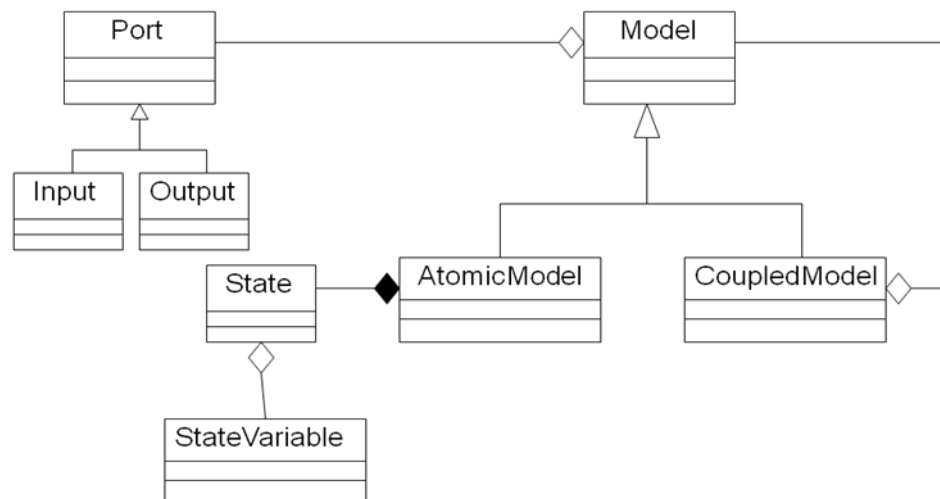 Port
Model
Input
Output
State
AtomicModel
CoupledModel
StateVariable